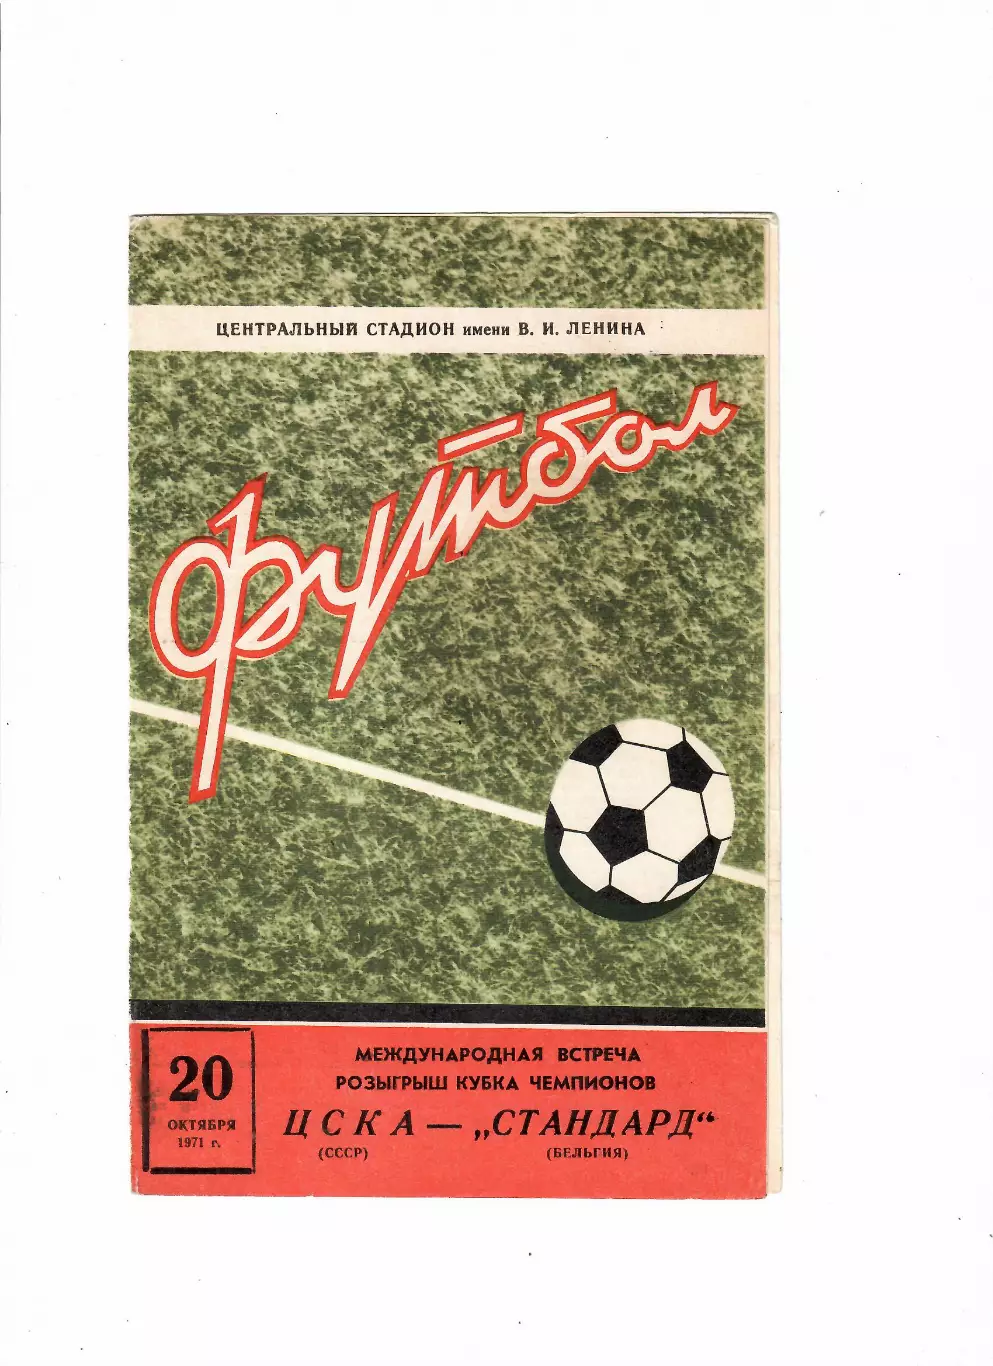 ЦЕНТРАЛЬНЫЙ СТАДИОН имени В. И. ЛЕНИНА
футбол
20
ОКТЯБРЯ
1971 г.
МЕЖДУНАРОДНАЯ ВСТРЕЧА
РОЗЫГРЫШ КУБКА ЧЕМПИОНОВ
ЦСКА — „СТАНДАРД“
(СССР) (БЕЛЬГИЯ)